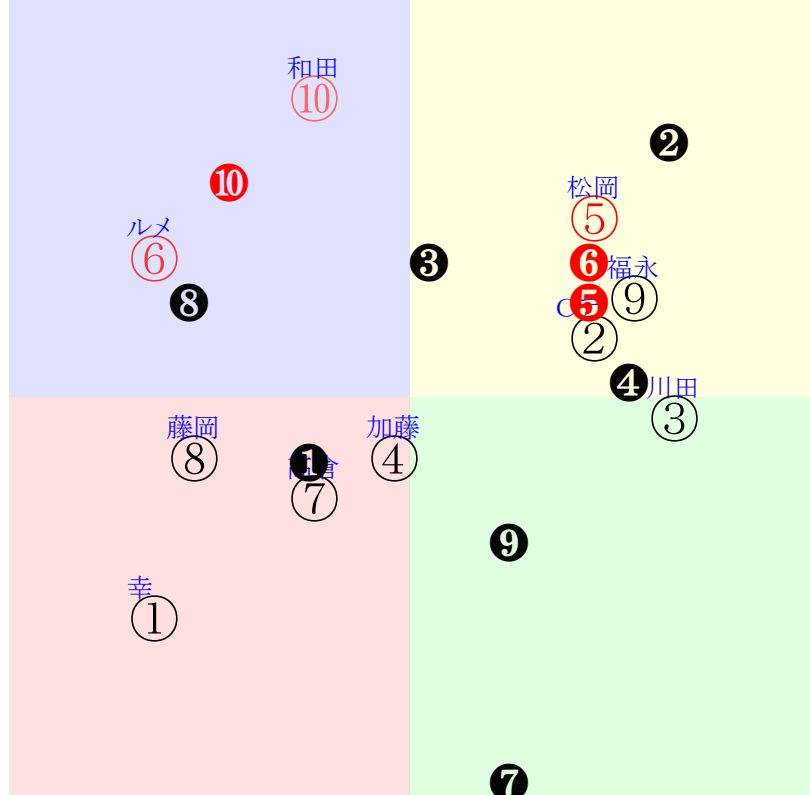 和田
⑩
❷
❿
松岡
⑤
ルメ
⑥
❸
❻
福永
⑨
❽
❺
②
❹
川田
③
藤岡
⑧
加藤
④
❶
倉
⑦
❾
幸
①
❼